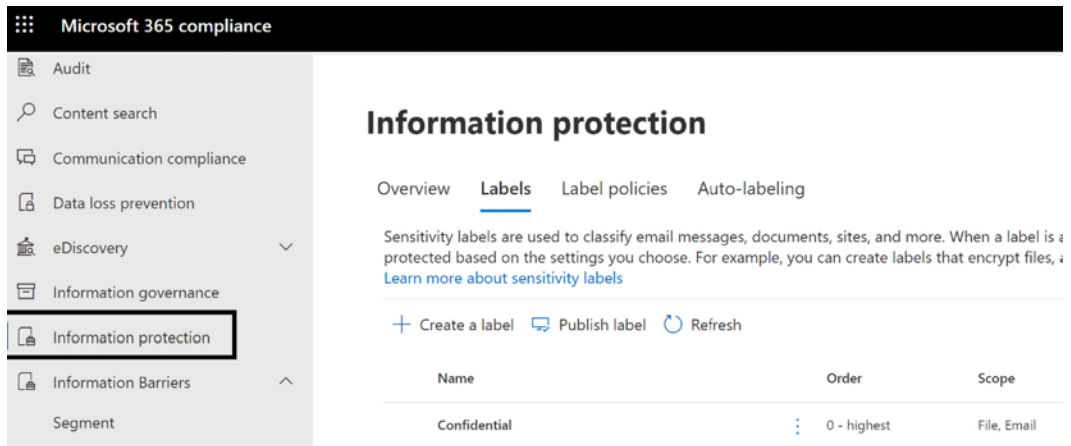 Microsoft 365 compliance
Audit
Content search
Communication compliance
Data loss prevention
eDiscovery
Information governance
Information protection
Information Barriers
Segment
Information protection
Overview Labels Label policies Auto-labeling
Sensitivity labels are used to classify email messages, documents, sites, and more. When a label is
protected based on the settings you choose. For example, you can create labels that encrypt files,
Learn more about sensitivity labels
Create a label Publish label Refresh
Name Order Scope
Confidential 0 - highest File, Email